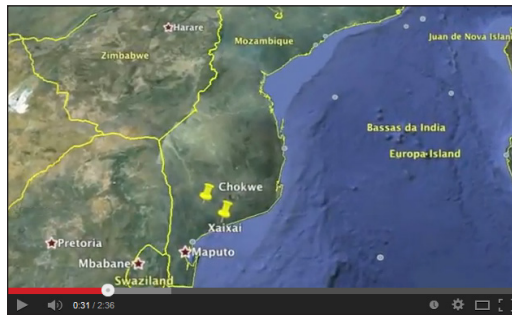 Harare
Mozambique
Juan de Nova Islan
Zimbabwe
Bassas da India
Europa Island
Chokwe
Xaixai
Pretoria
Maputo
Mbabane
Swaziland
0:31 / 2:36